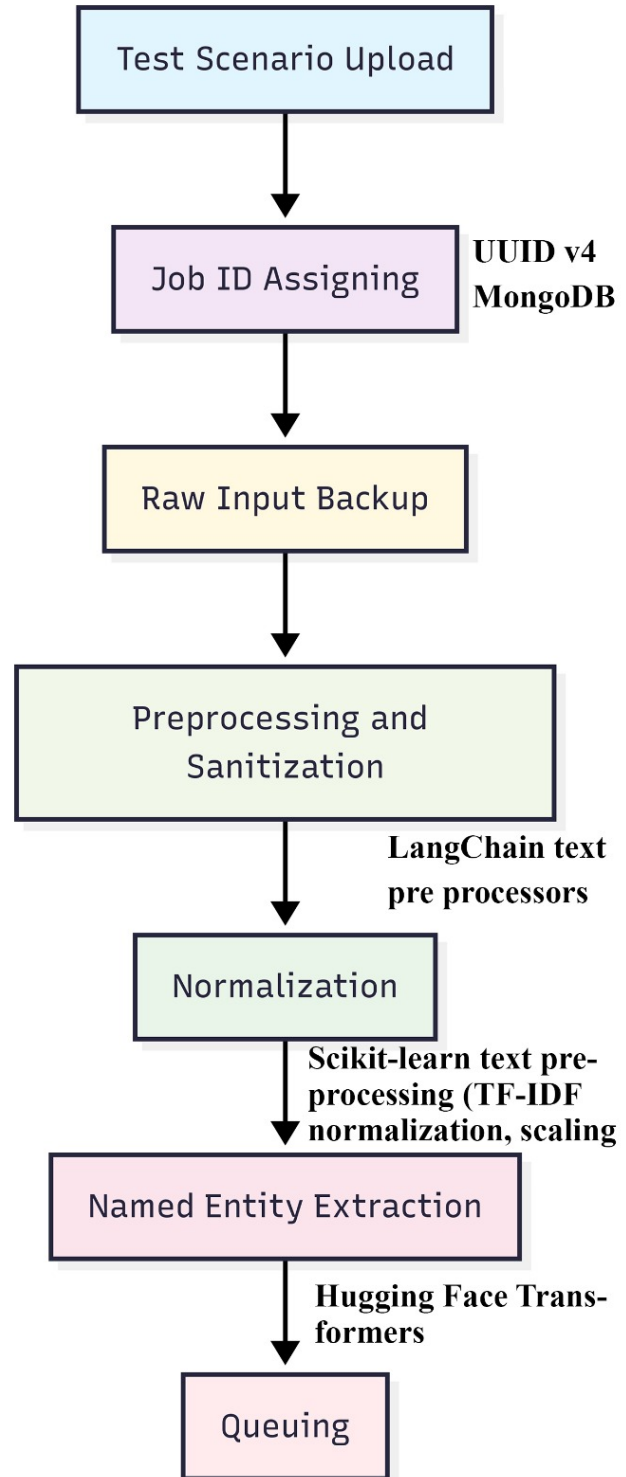 Test Scenario Upload
Job ID Assigning
UUID v4
MongoDB
Raw Input Backup
Preprocessing and
Sanitization
LangChain text
pre processors
Normalization
Scikit-learn text pre-
processing (TF-IDF
normalization, scaling
Named Entity Extraction
Hugging Face Trans-
formers
Queuing